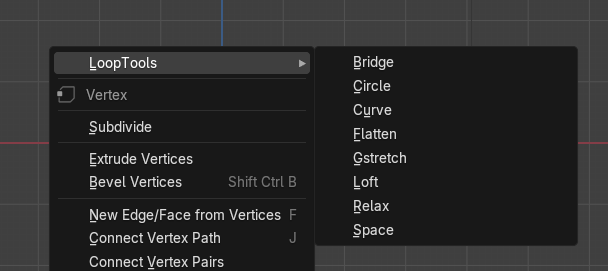 LoopTools
Vertex
Subdivide
Extrude Vertices
Bevel Vertices Shift Ctrl B
New Edge/Face from Vertices F
Connect Vertex Path J
Connect Vertex Pairs
Bridge
Circle
Curve
Flatten
Gstretch
Loft
Relax
Space